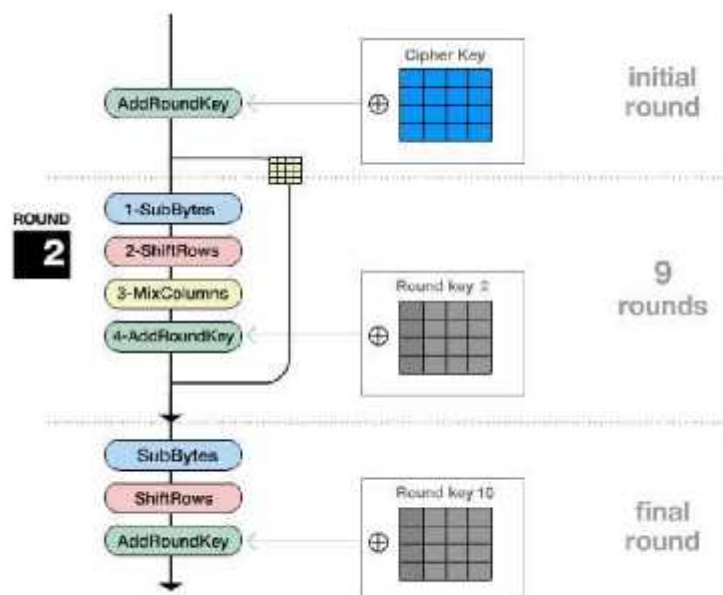 Cipher Key
AddRoundKey
initial
round
ROUND
2
1-SubBytes
2-ShiftRows
3-MixColumns
4-AddRoundKey
Round key 2
9
rounds
SubBytes
ShiftRows
AddRoundKey
Round key 10
final
round